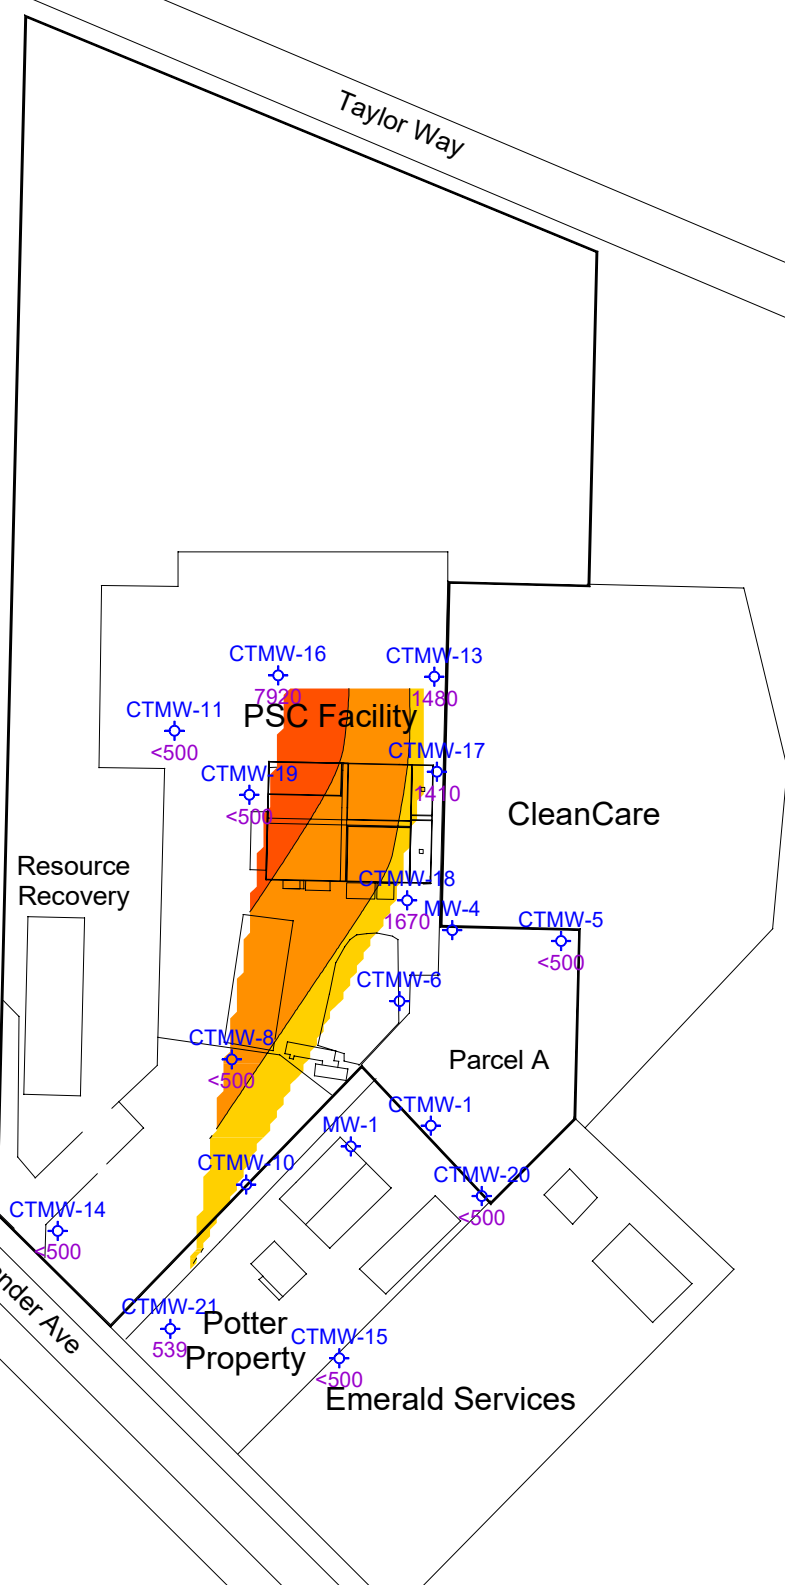 Taylor Way
CTMW-16
7920
CTMW-13
1480
PSC Facility
CTMW-11
<500
CTMW-17
1410
CTMW-19
<500
CleanCare
Resource
Recovery
CTMW-18
1670
MW-4
CTMW-5
<500
CTMW-6
CTMW-8
<500
Parcel A
CTMW-1
MW-1
CTMW-10
CTMW-20
<500
CTMW-14
<500
nder Ave
CTMW-21
539
Potter
Property
CTMW-15
<500
Emerald Services